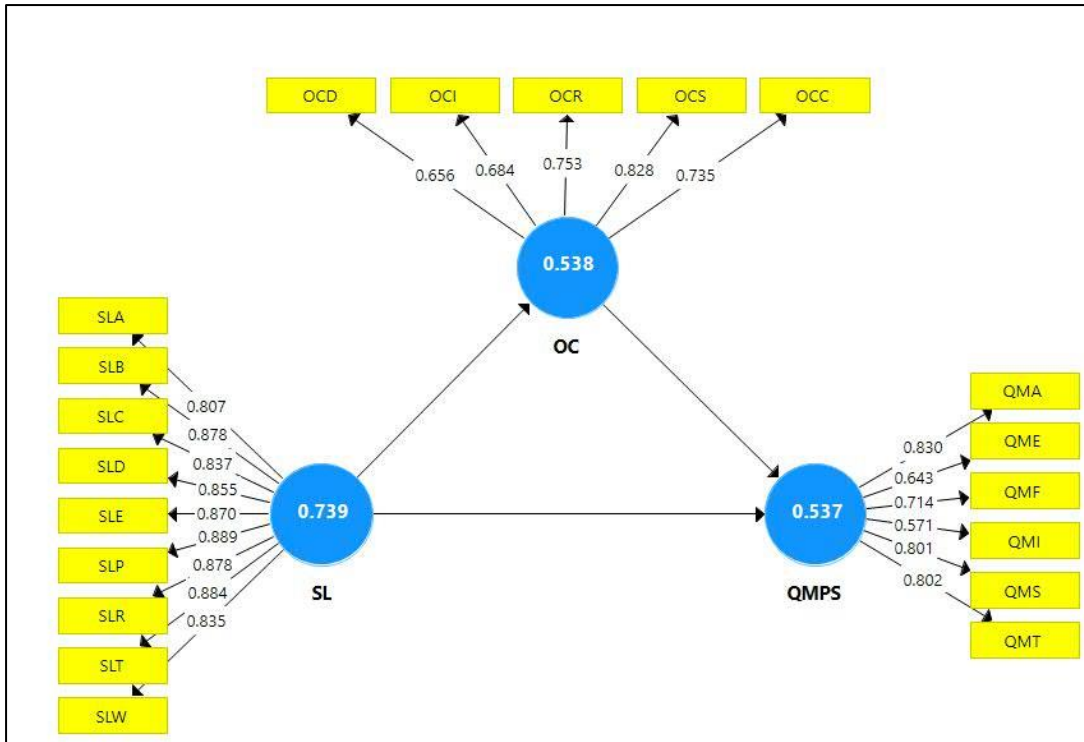 OCD OCI OCR OCS OCC
0.656 0.684 0.753 0.828 0.735
0.538
OC
SLA
SLB
SLC
SLD
SLE
SLP
SLR
SLT
SLW
0.807
0.878
0.837
0.855
0.870
0.889
0.878
0.884
0.835
0.739
SL
0.537
QMPS
0.830
0.643
0.714
0.571
0.801
0.802
QMA
QME
QMF
QMI
QMS
QMT